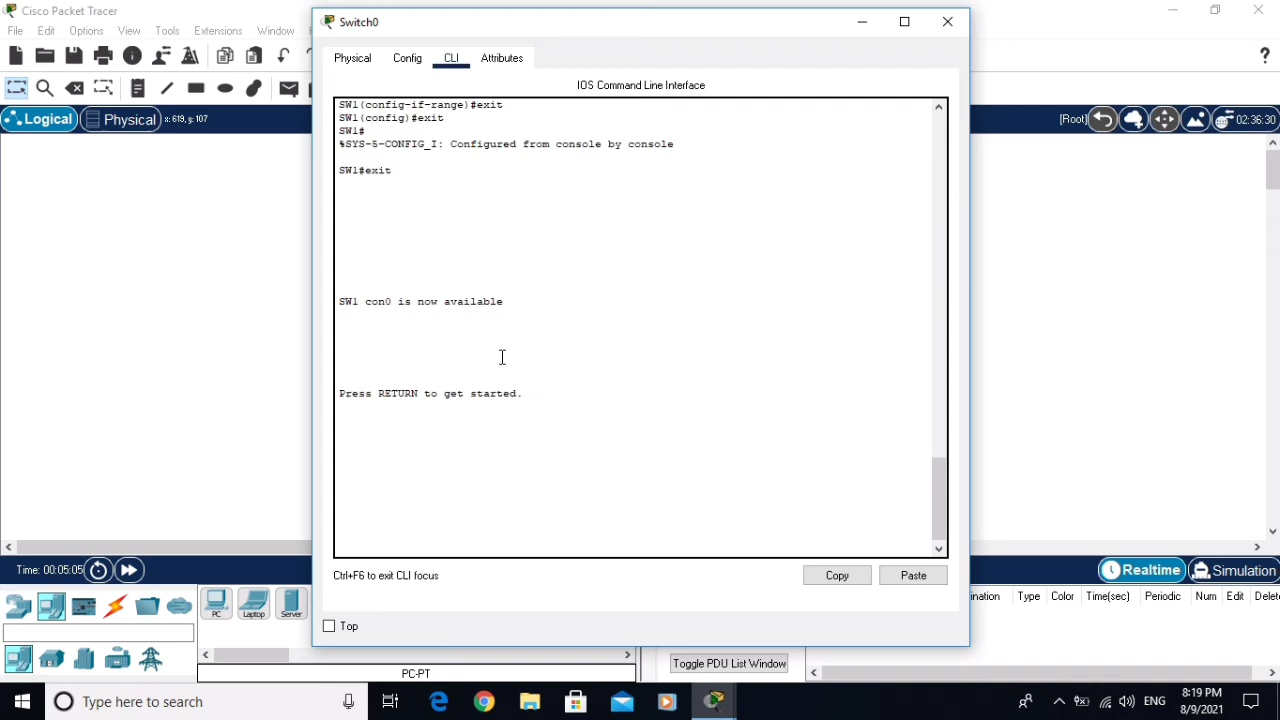 Cisco Packet Tracer
File Edit Options View Tools Extensions Window
Logical Physical x: 619, y: 107
[Root] 02:36:30
Switch0
Physical Config CLI Attributes
IOS Command Line Interface
SW1(config-if-range)#exit
SW1(config)#exit
SW1#
%SYS-5-CONFIG_I: Configured from console by console
SW1#exit
SW1 con0 is now available
Press RETURN to get started.
Ctrl+F6 to exit CLI focus
Copy Paste
Top
Time: 00:05:05
Realtime Simulation
PC Laptop Server
ination Type Color Time(sec) Periodic Num Edit Delete
PC-PT
Toggle PDU List Window
Type here to search
ENG
8:19 PM
8/9/2021